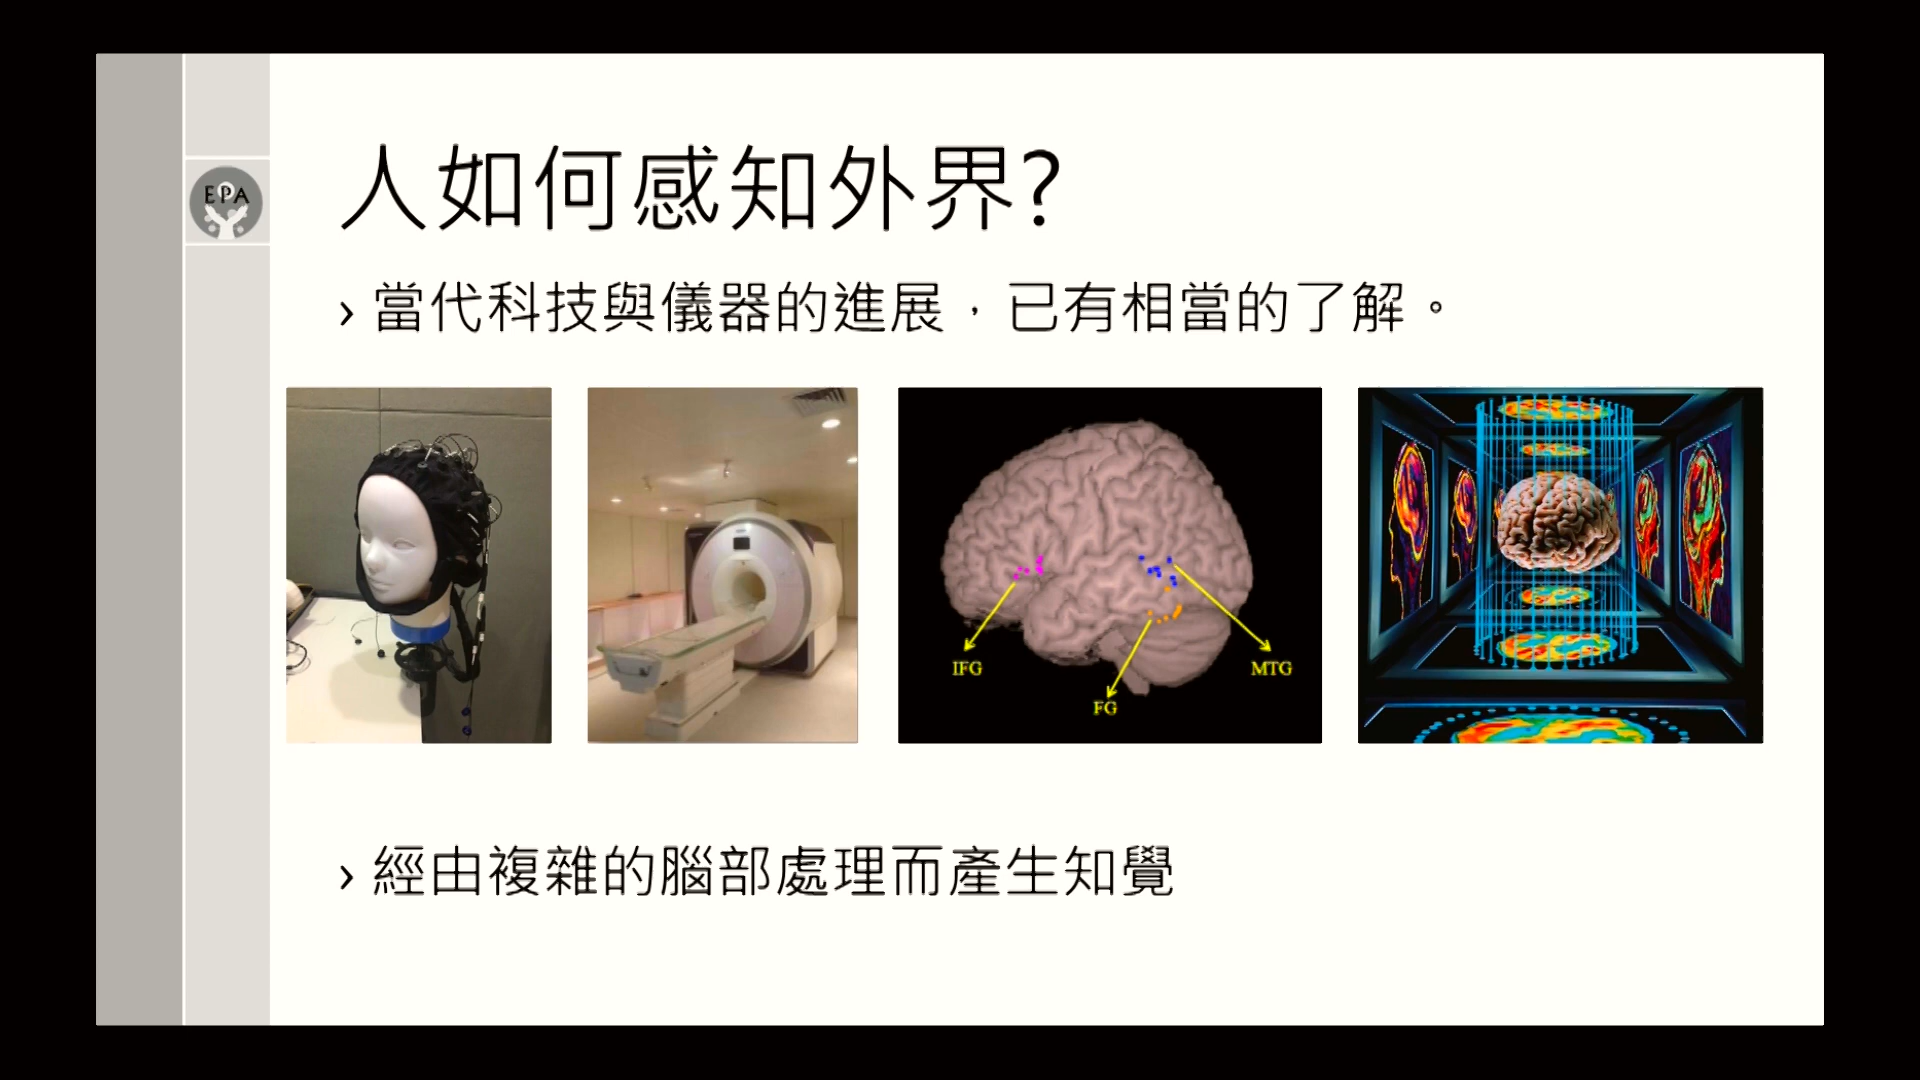 EPA
人如何感知外界?
› 當代科技與儀器的進展，已有相當的了解。
IFG
FG
MTG
› 經由複雜的腦部處理而產生知覺